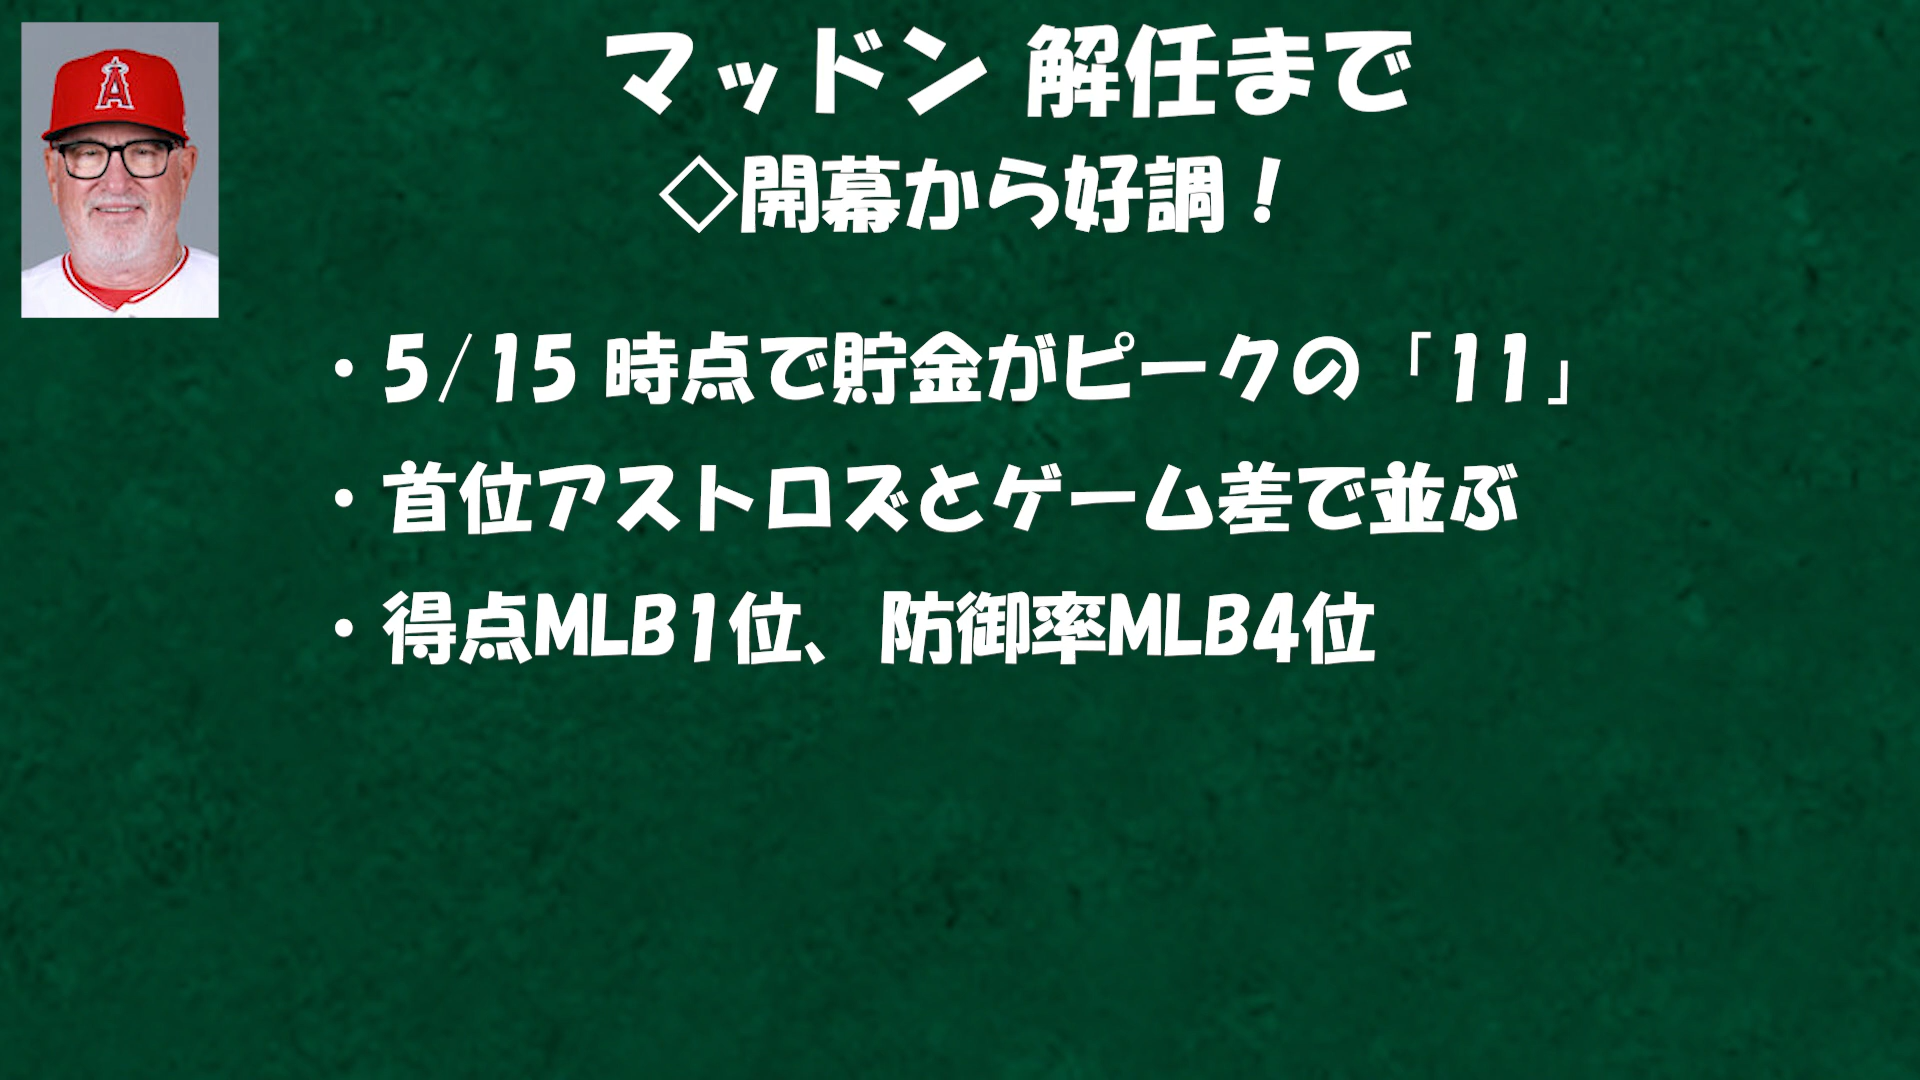 マッドン 解任まで
◇開幕から好調！
・5/15 時点で貯金がピークの「11」
・首位アストロズとゲーム差で並ぶ
・得点MLB1位、防御率MLB4位
A